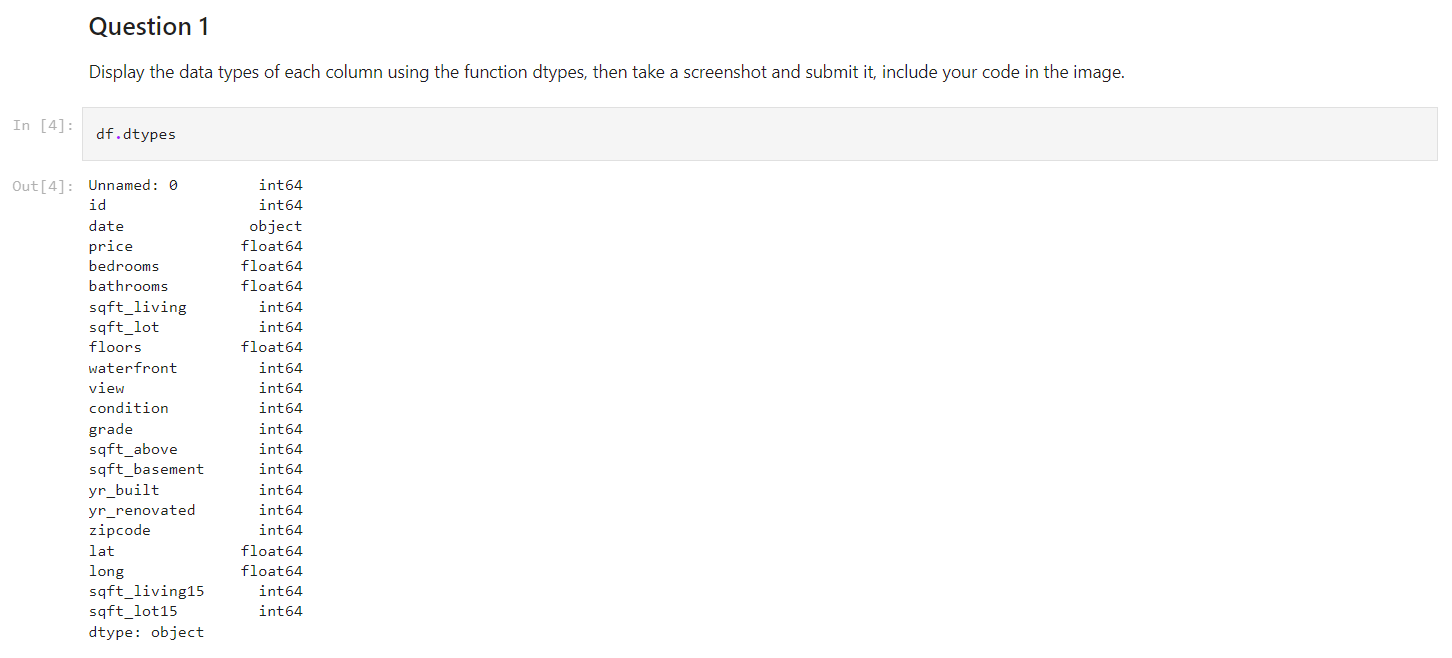 Question 1
Display the data types of each column using the function dtypes, then take a screenshot and submit it, include your code in the image.
In [4]: df.dtypes
Out[4]: Unnamed: 0 int64
id int64
date object
price float64
bedrooms float64
bathrooms float64
sqft_living int64
sqft_lot int64
floors float64
waterfront int64
view int64
condition int64
grade int64
sqft_above int64
sqft_basement int64
yr_built int64
yr_renovated int64
zipcode int64
lat float64
long float64
sqft_living15 int64
sqft_lot15 int64
dtype: object